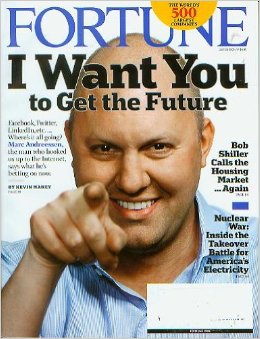 THE WORLD'S
500
LARGEST
COMPANIES
FORTUNE
I Want You
to Get the Future
Facebook, Twitter,
LinkedIn, etc. ...
Where's it all going?
Marc Andreessen,
the man who hooked
us up to the Internet,
says what he's
betting on now.
BY KEVIN MANEY
Bob
Shiller
Calls the
Housing
Market
... Again
Nuclear
War:
Inside the
Takeover
Battle for
America's
Electricity